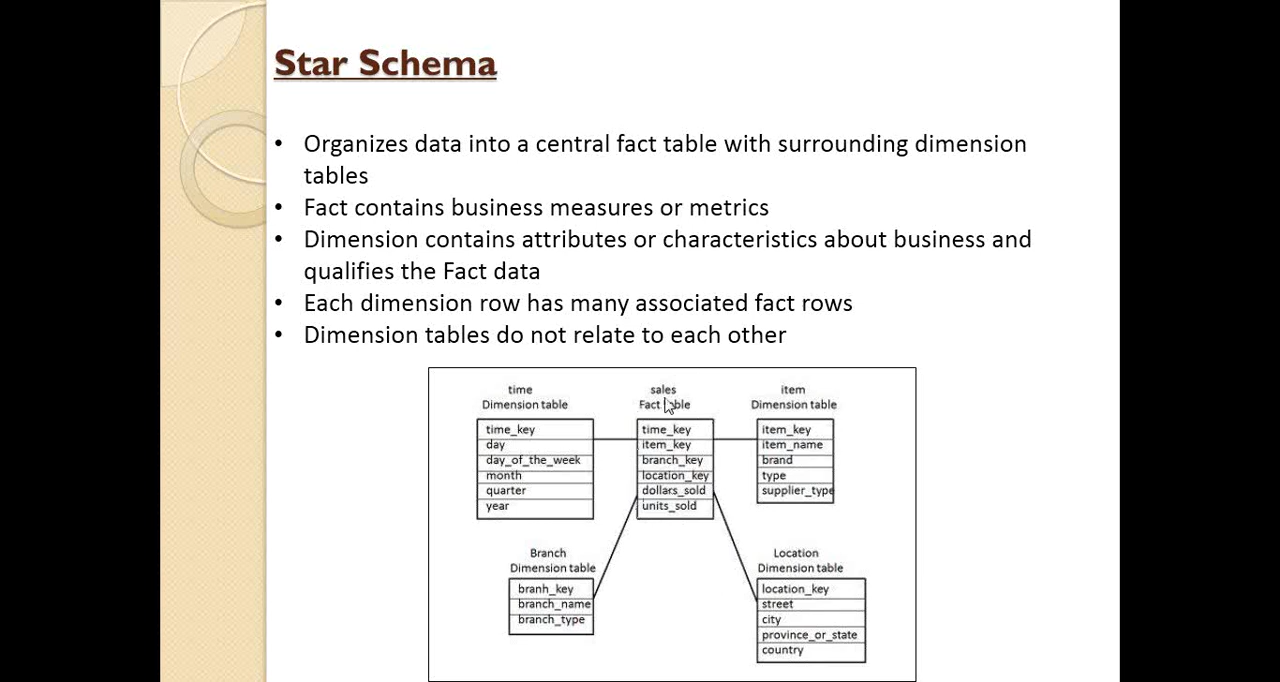 Star Schema
• Organizes data into a central fact table with surrounding dimension
tables
• Fact contains business measures or metrics
• Dimension contains attributes or characteristics about business and
qualifies the Fact data
• Each dimension row has many associated fact rows
• Dimension tables do not relate to each other
time
Dimension table
time_key
day
day_of_the_week
month
quarter
year
sales
Fact table
time_key
item_key
branch_key
location_key
dollars_sold
units_sold
item
Dimension table
item_key
item_name
brand
type
supplier_type
Branch
Dimension table
branh_key
branch_name
branch_type
Location
Dimension table
location_key
street
city
province_or_state
country